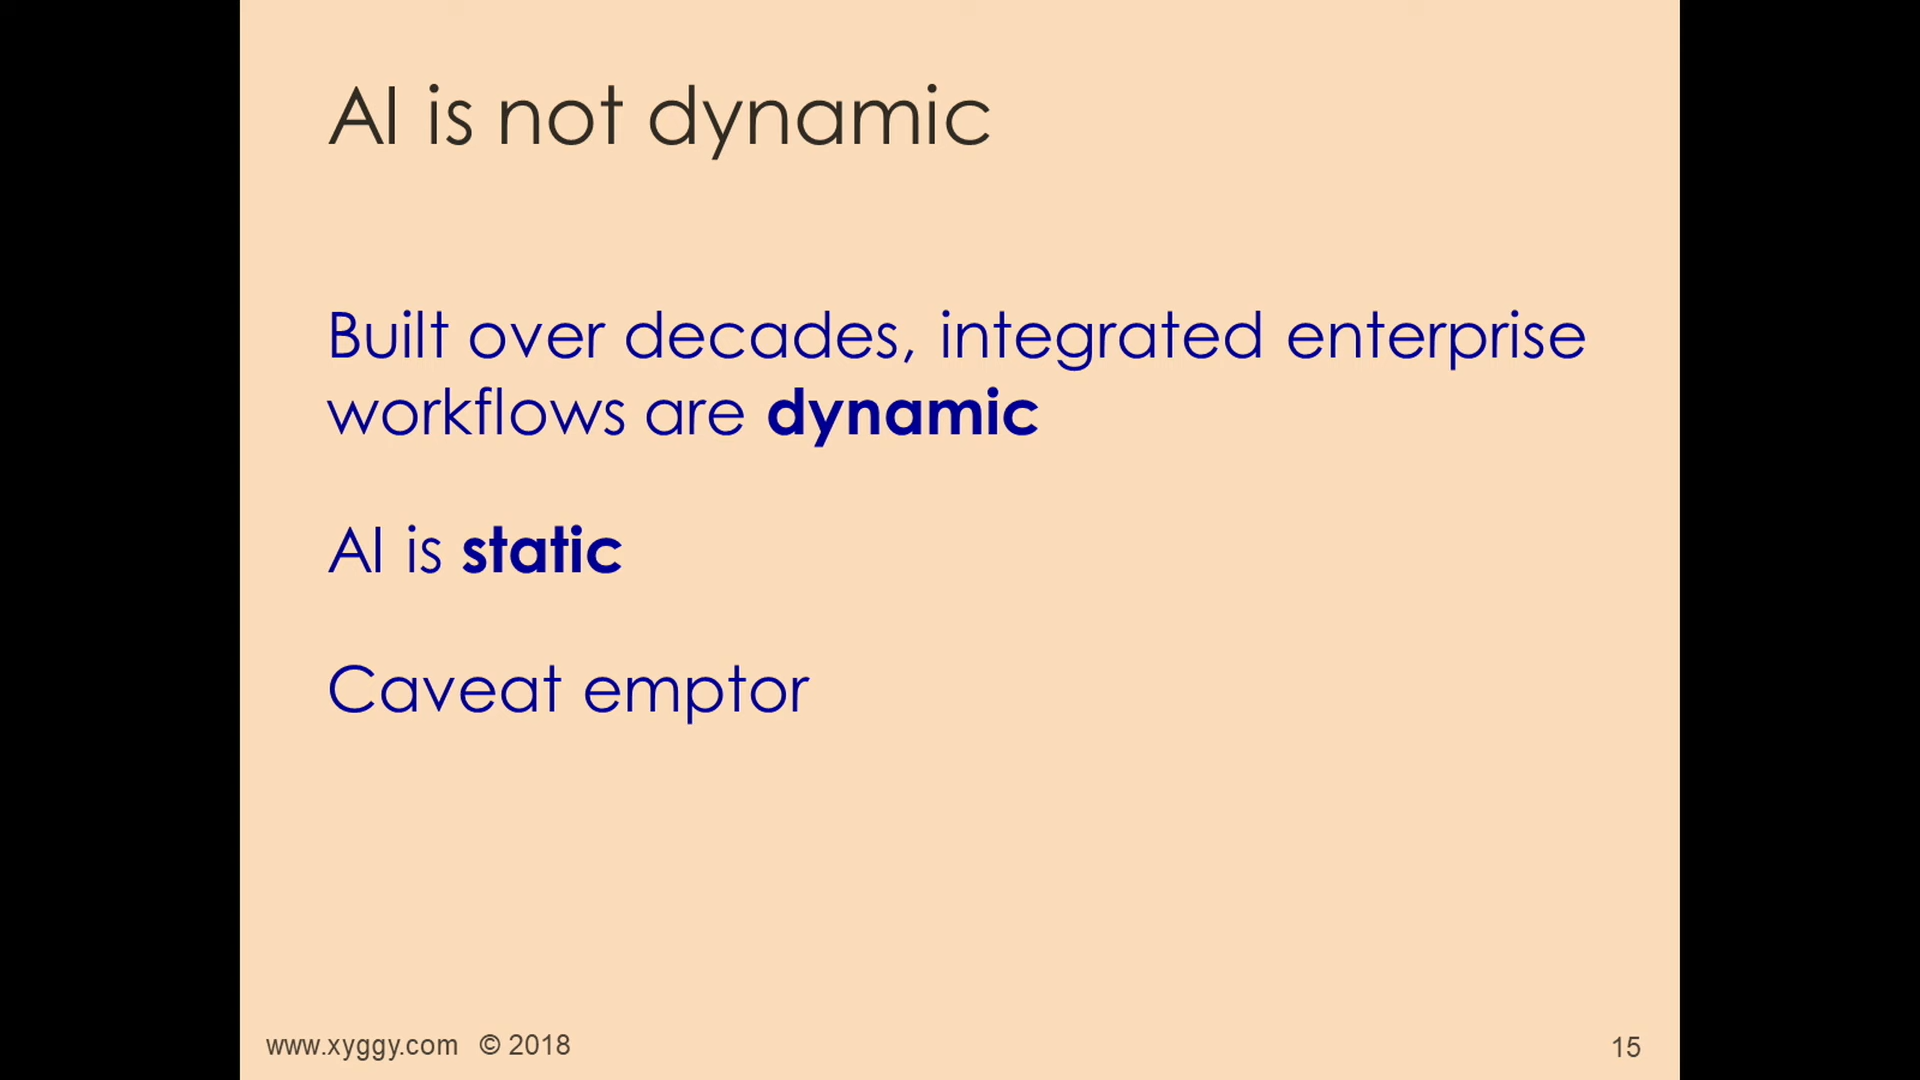 AI is not dynamic
Built over decades, integrated enterprise
workflows are dynamic
AI is static
Caveat emptor
www.xyggy.com © 2018
15